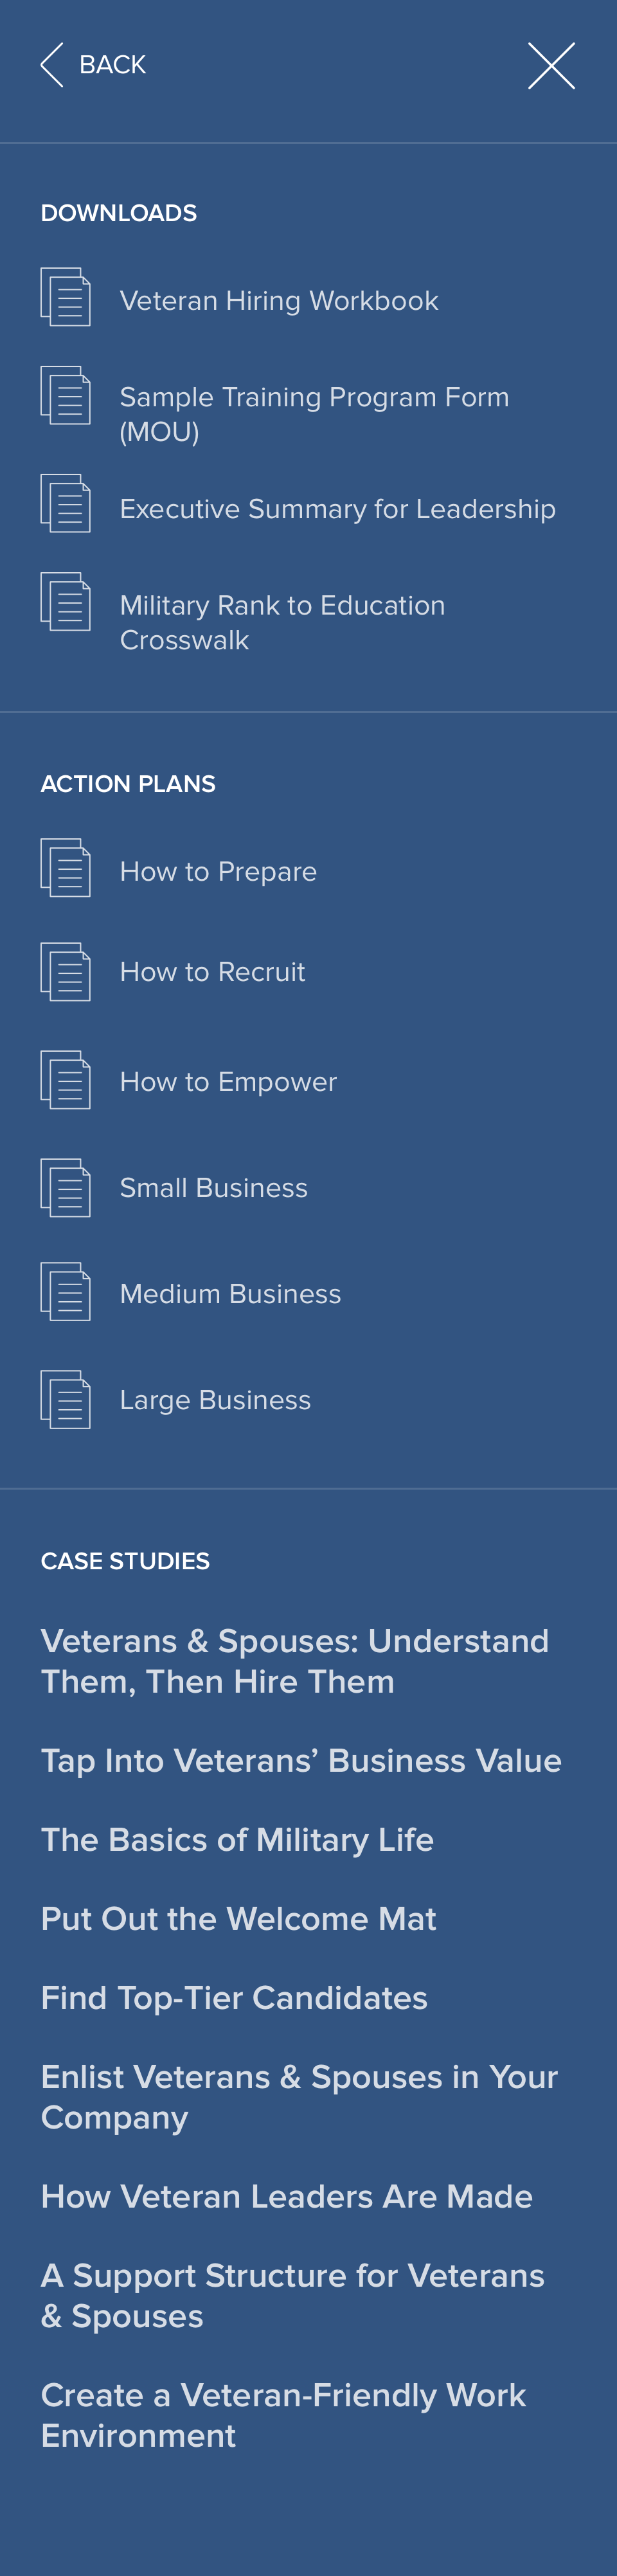 BACK
DOWNLOADS
Veteran Hiring Workbook
Sample Training Program Form
(MOU)
Executive Summary for Leadership
Military Rank to Education
Crosswalk
ACTION PLANS
How to Prepare
How to Recruit
How to Empower
Small Business
Medium Business
Large Business
CASE STUDIES
Veterans & Spouses: Understand
Them, Then Hire Them
Tap Into Veterans’ Business Value
The Basics of Military Life
Put Out the Welcome Mat
Find Top-Tier Candidates
Enlist Veterans & Spouses in Your
Company
How Veteran Leaders Are Made
A Support Structure for Veterans
& Spouses
Create a Veteran-Friendly Work
Environment